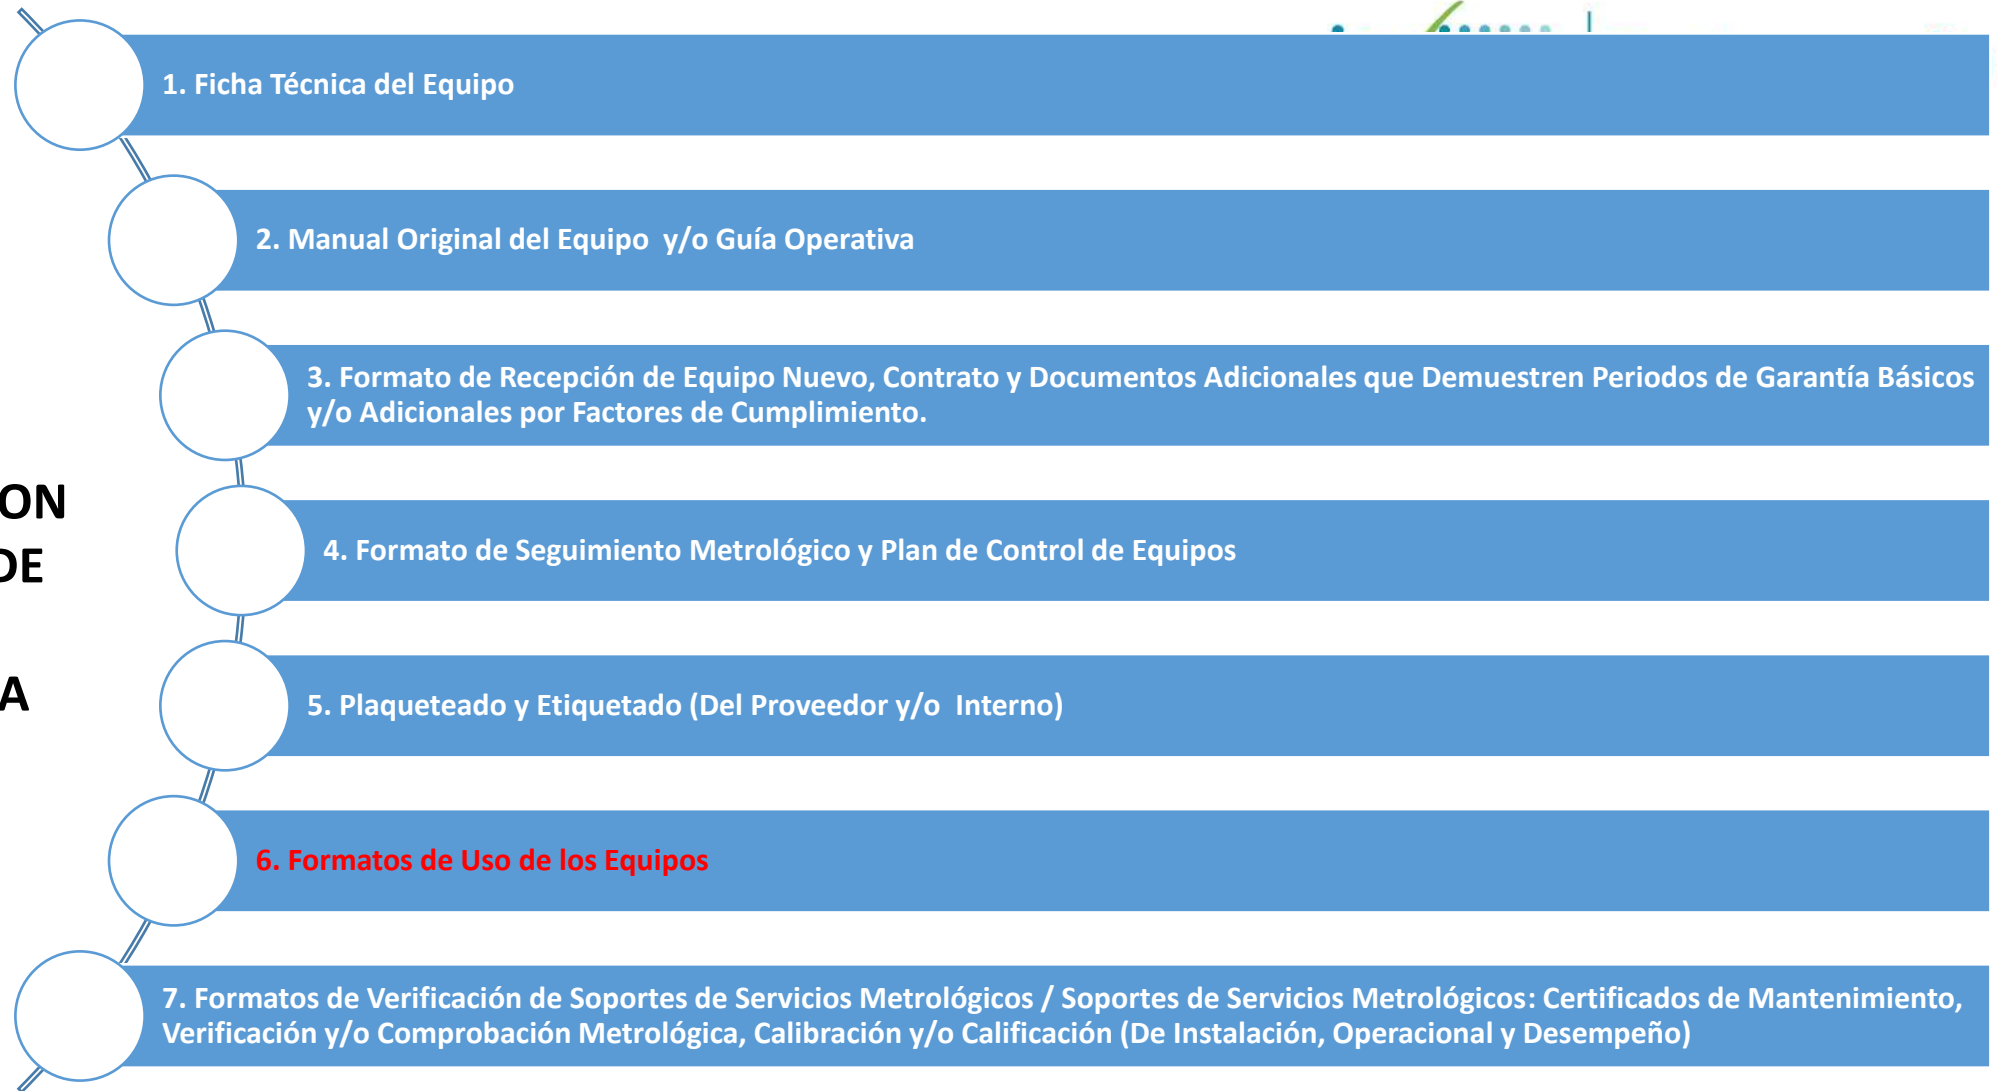 1. Ficha Técnica del Equipo
2. Manual Original del Equipo y/o Guía Operativa
3. Formato de Recepción de Equipo Nuevo, Contrato y Documentos Adicionales que Demuestren Periodos de Garantía Básicos
y/o Adicionales por Factores de Cumplimiento.
ON
DE
A
4. Formato de Seguimiento Metrológico y Plan de Control de Equipos
5. Plaqueteado y Etiquetado (Del Proveedor y/o Interno)
6. Formatos de Uso de los Equipos
7. Formatos de Verificación de Soportes de Servicios Metrológicos / Soportes de Servicios Metrológicos: Certificados de Mantenimiento,
Verificación y/o Comprobación Metrológica, Calibración y/o Calificación (De Instalación, Operacional y Desempeño)